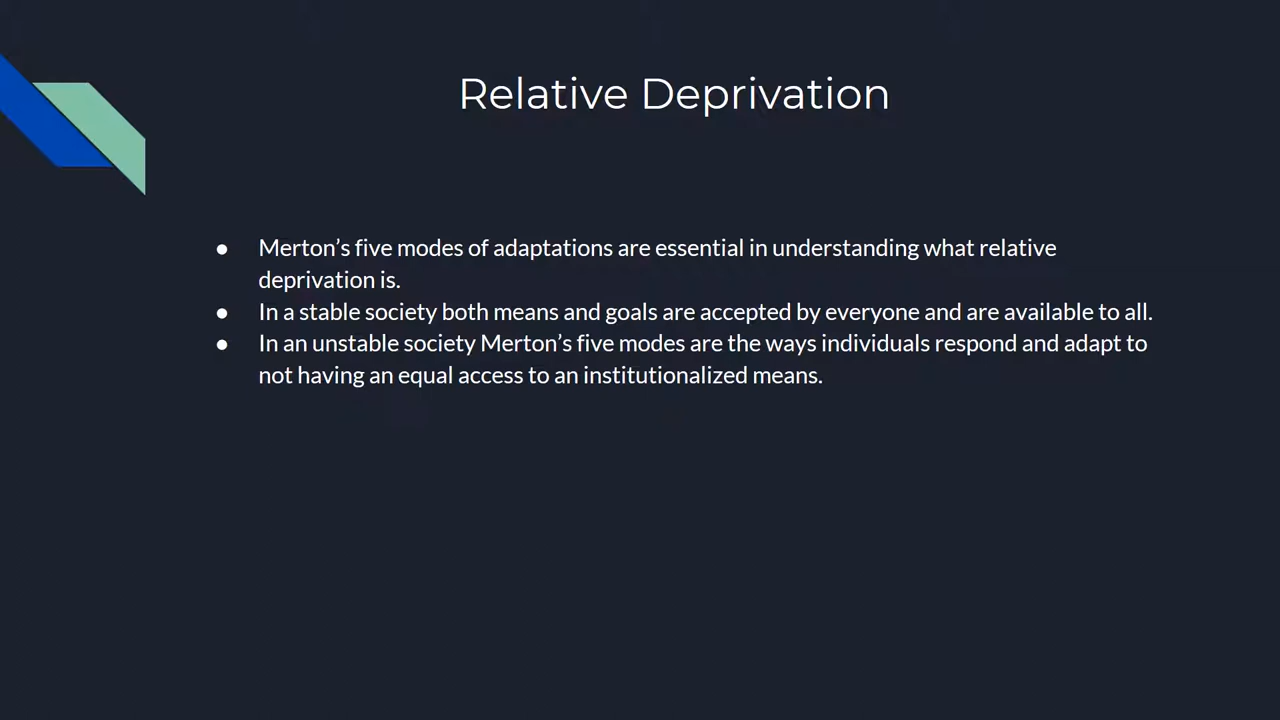 Relative Deprivation
● Merton’s five modes of adaptations are essential in understanding what relative
deprivation is.
● In a stable society both means and goals are accepted by everyone and are available to all.
● In an unstable society Merton’s five modes are the ways individuals respond and adapt to
not having an equal access to an institutionalized means.